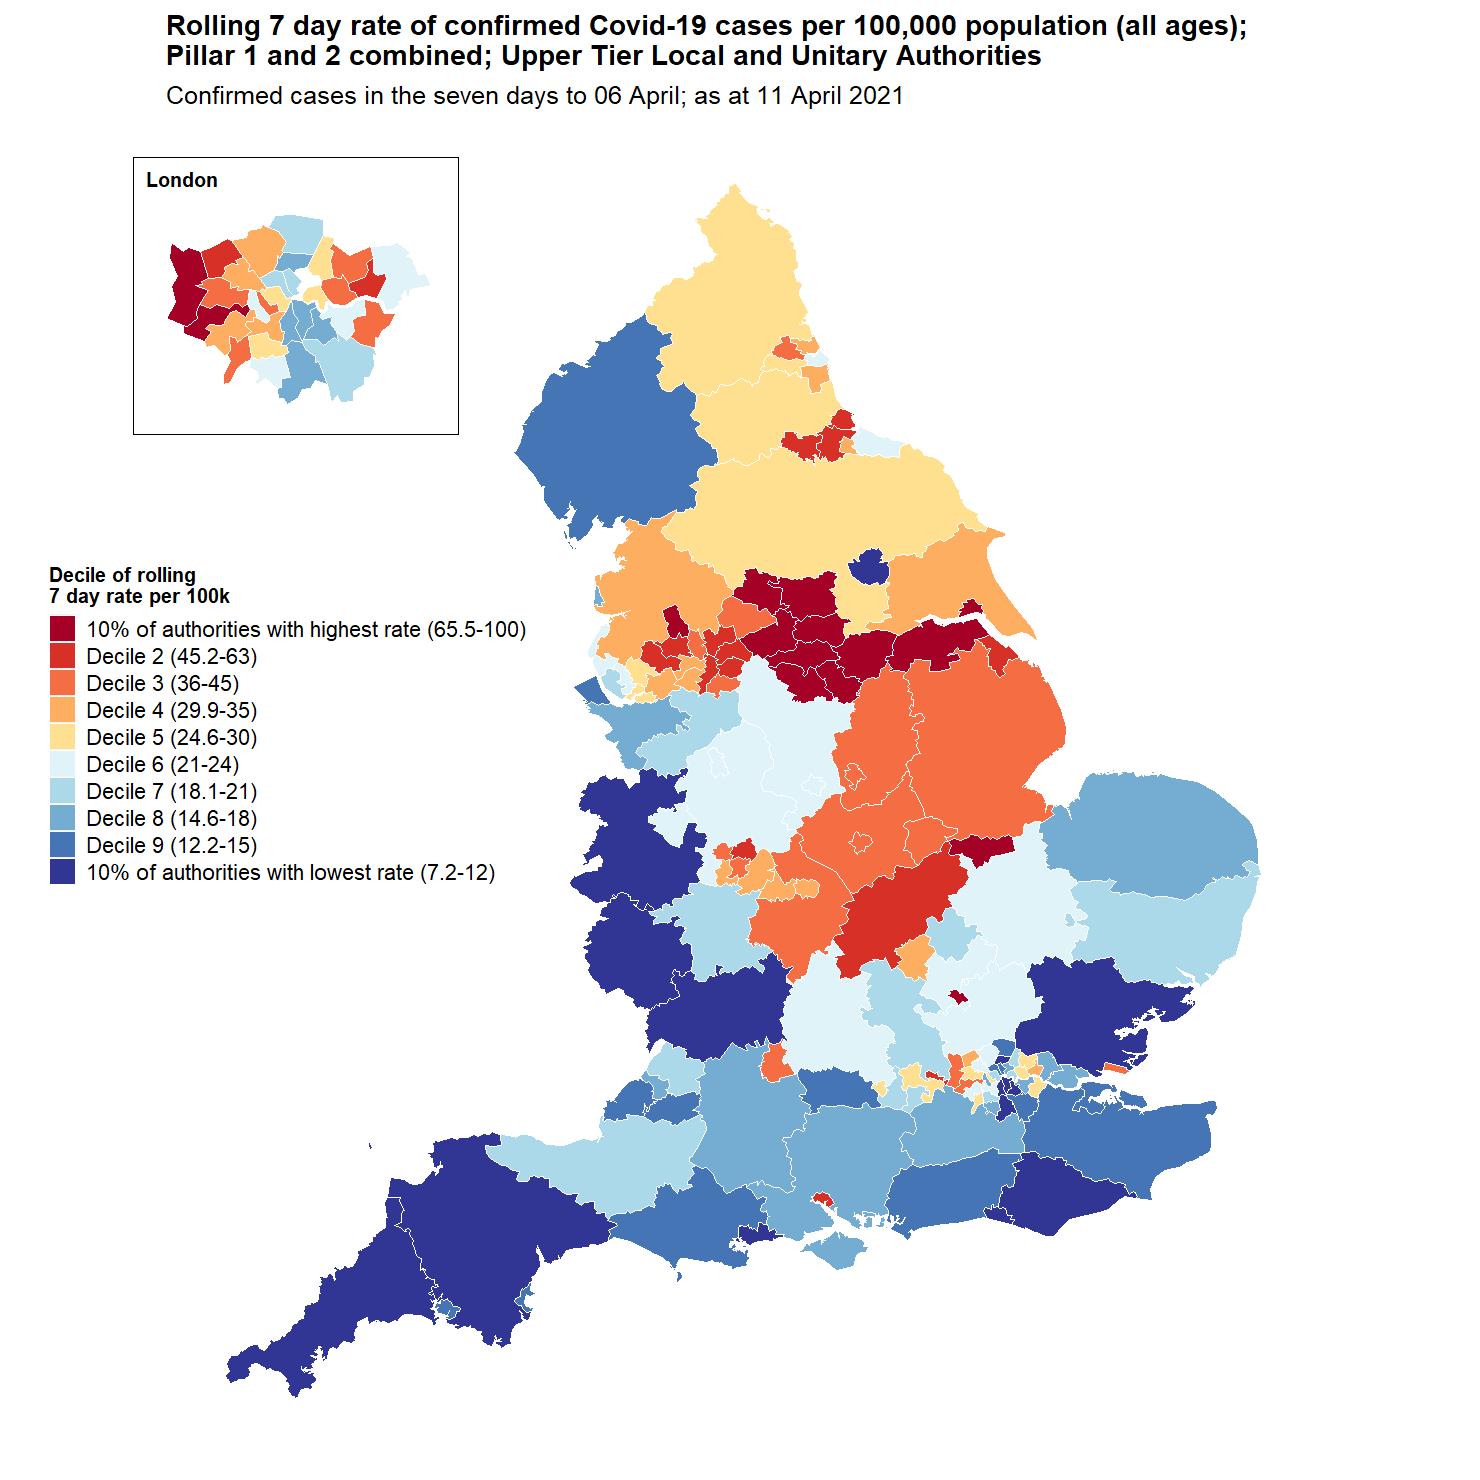 Rolling 7 day rate of confirmed Covid-19 cases per 100,000 population (all ages);
Pillar 1 and 2 combined; Upper Tier Local and Unitary Authorities
Confirmed cases in the seven days to 06 April; as at 11 April 2021
London
Decile of rolling
7 day rate per 100k
10% of authorities with highest rate (65.5-100)
Decile 2 (45.2-63)
Decile 3 (36-45)
Decile 4 (29.9-35)
Decile 5 (24.6-30)
Decile 6 (21-24)
Decile 7 (18.1-21)
Decile 8 (14.6-18)
Decile 9 (12.2-15)
10% of authorities with lowest rate (7.2-12)